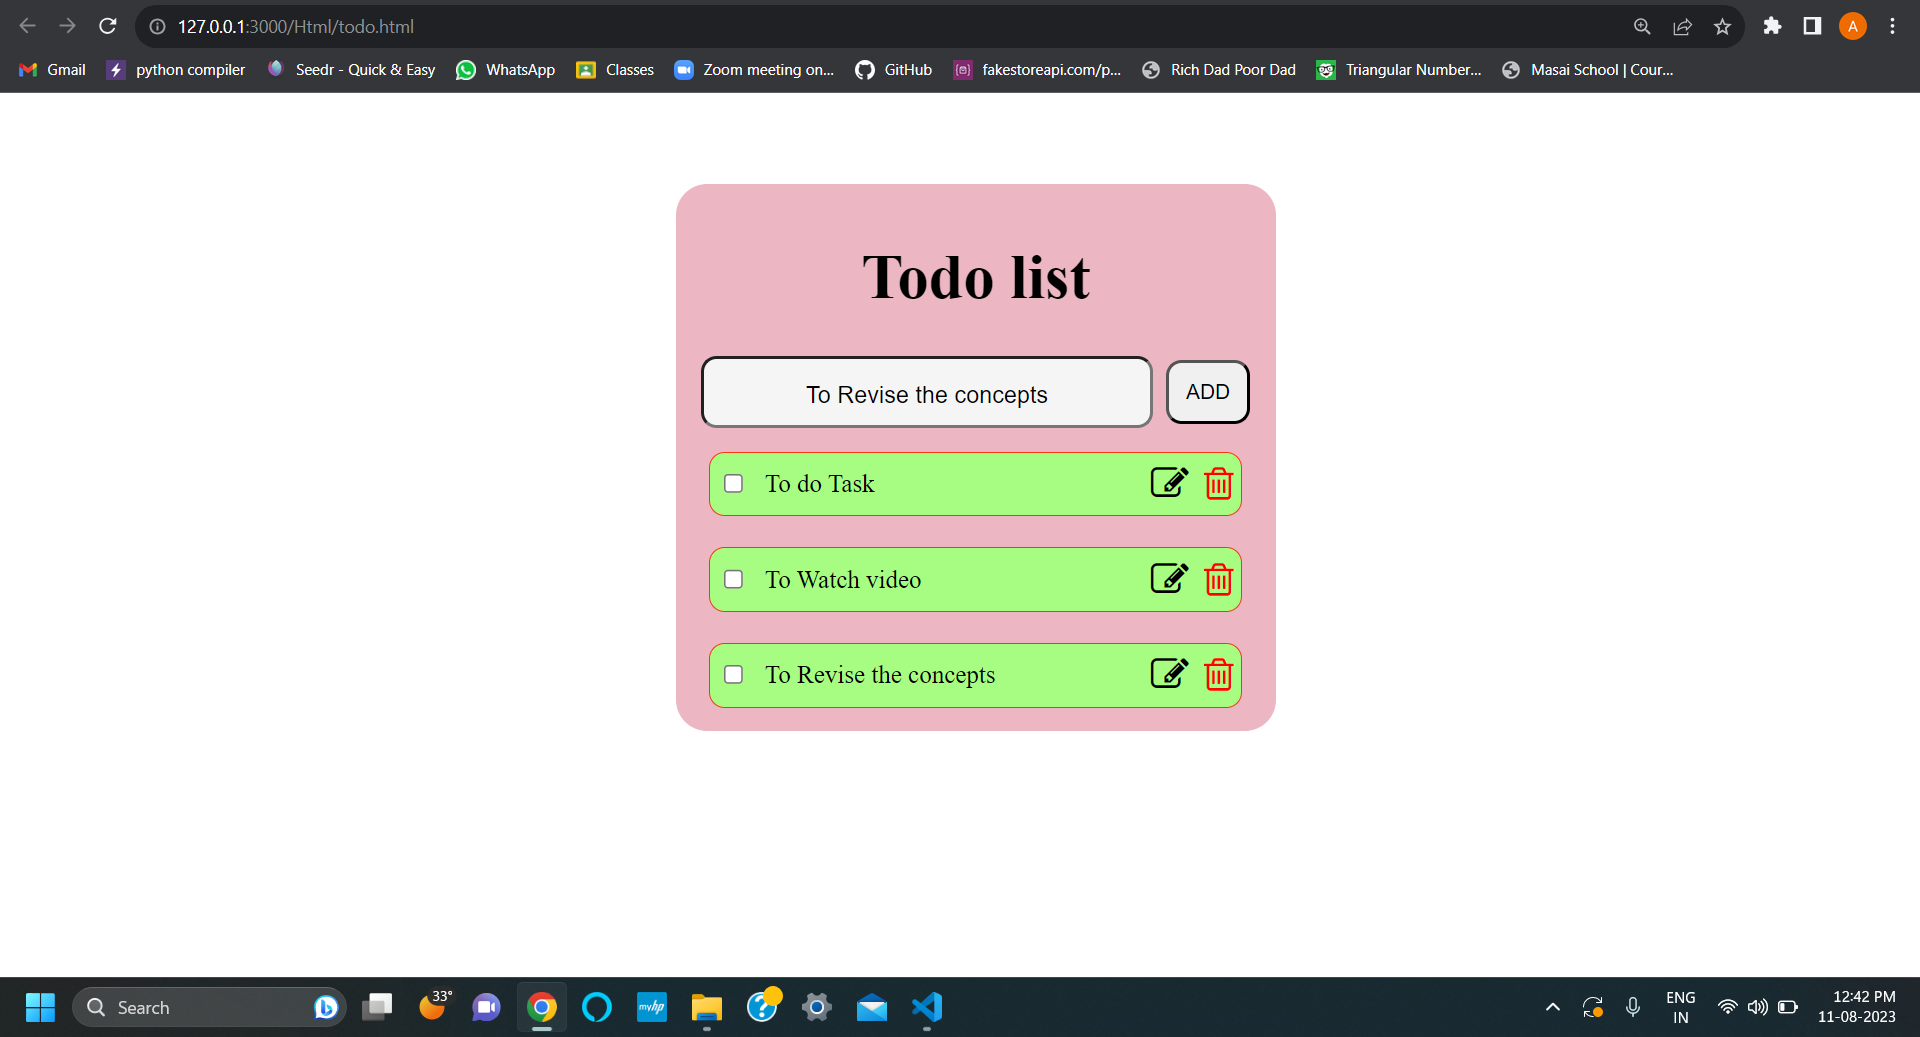 127.0.0.1:3000/Html/todo.html
A
Gmail python compiler Seedr - Quick & Easy WhatsApp Classes Zoom meeting on... GitHub fakestoreapi.com/p... Rich Dad Poor Dad Triangular Number... Masai School | Cour...
Todo list
To Revise the concepts ADD
To do Task
To Watch video
To Revise the concepts
Search 33° myhp ENG IN 12:42 PM
11-08-2023